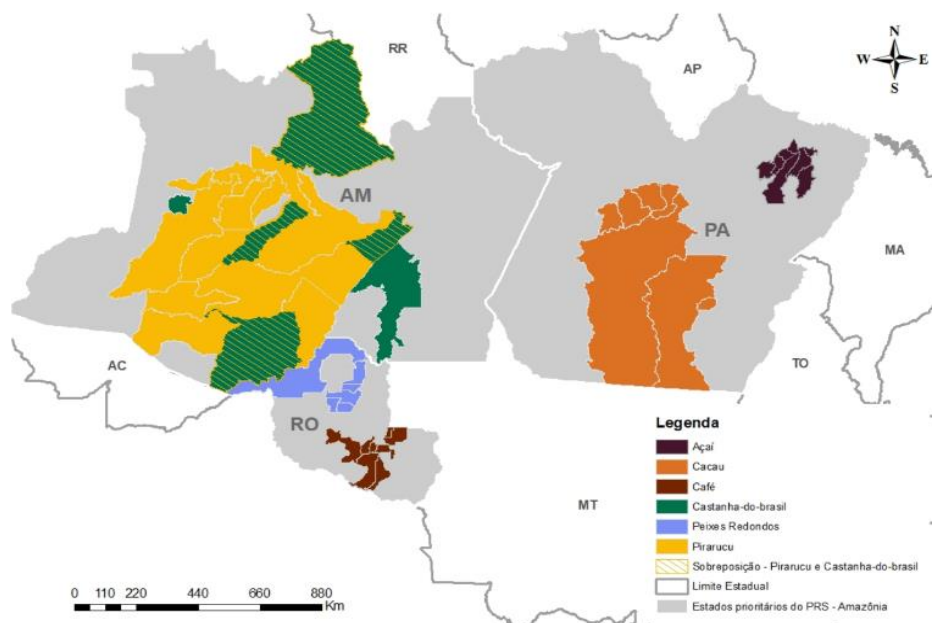 RR
AP
N
W E
S
AM
PA
MA
AC
TO
RO
MT
Legenda
Açaí
Cacau
Café
Castanha-do-brasil
Peixes Redondos
Pirarucu
Sobreposição - Pirarucu e Castanha-do-brasil
Limite Estadual
Estados prioritários do PRS - Amazônia
0 110 220 440 660 880
Km